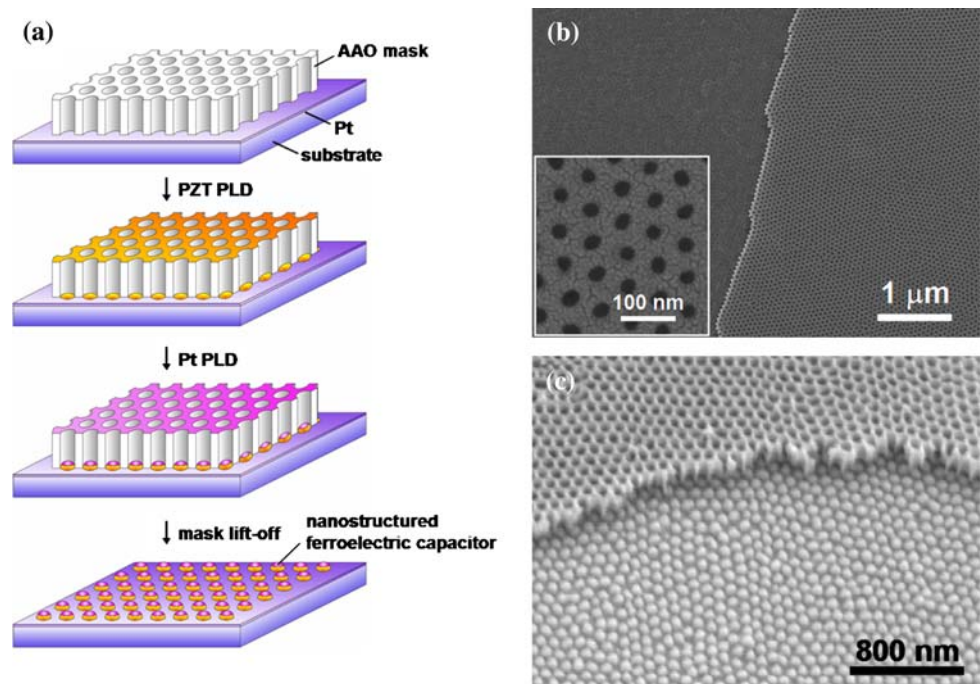 (a)
AAO mask
Pt
substrate
PZT PLD
Pt PLD
mask lift-off
nanostructured
ferroelectric capacitor
(b)
100 nm
1 μm
(c)
800 nm